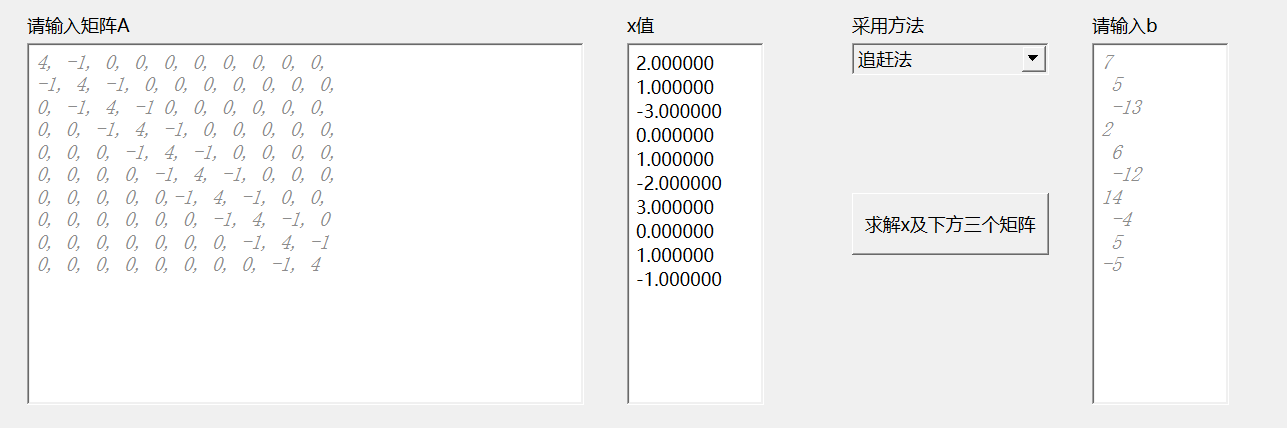 请输入矩阵A
4, -1, 0, 0, 0, 0, 0, 0, 0, 0,
-1, 4, -1, 0, 0, 0, 0, 0, 0, 0,
0, -1, 4, -1 0, 0, 0, 0, 0, 0,
0, 0, -1, 4, -1, 0, 0, 0, 0, 0,
0, 0, 0, -1, 4, -1, 0, 0, 0, 0,
0, 0, 0, 0, -1, 4, -1, 0, 0, 0,
0, 0, 0, 0, 0,-1, 4, -1, 0, 0,
0, 0, 0, 0, 0, 0, -1, 4, -1, 0
0, 0, 0, 0, 0, 0, 0, -1, 4, -1
0, 0, 0, 0, 0, 0, 0, 0, -1, 4
x值
2.000000
1.000000
-3.000000
0.000000
1.000000
-2.000000
3.000000
0.000000
1.000000
-1.000000
采用方法
追赶法
求解x及下方三个矩阵
请输入b
7
5
-13
2
6
-12
14
-4
5
-5